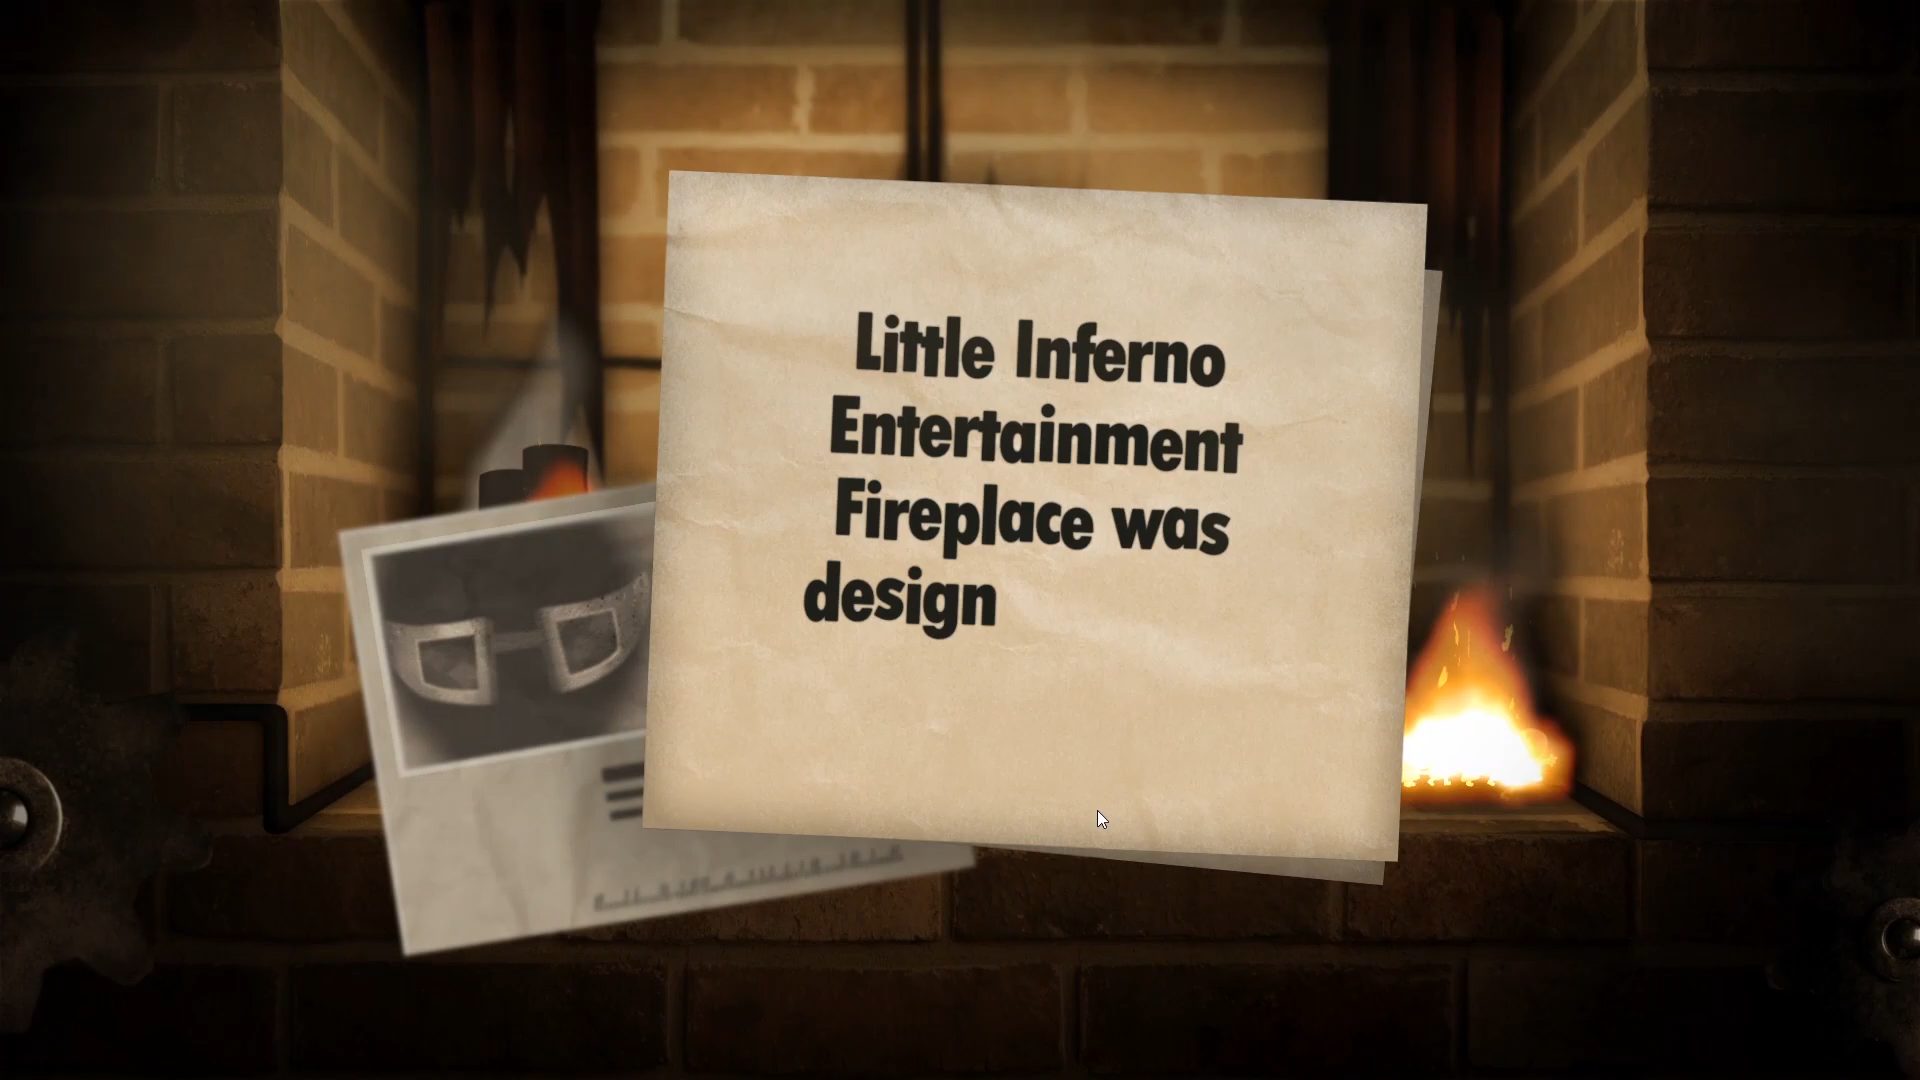 Little Inferno
Entertainment
Fireplace was
design